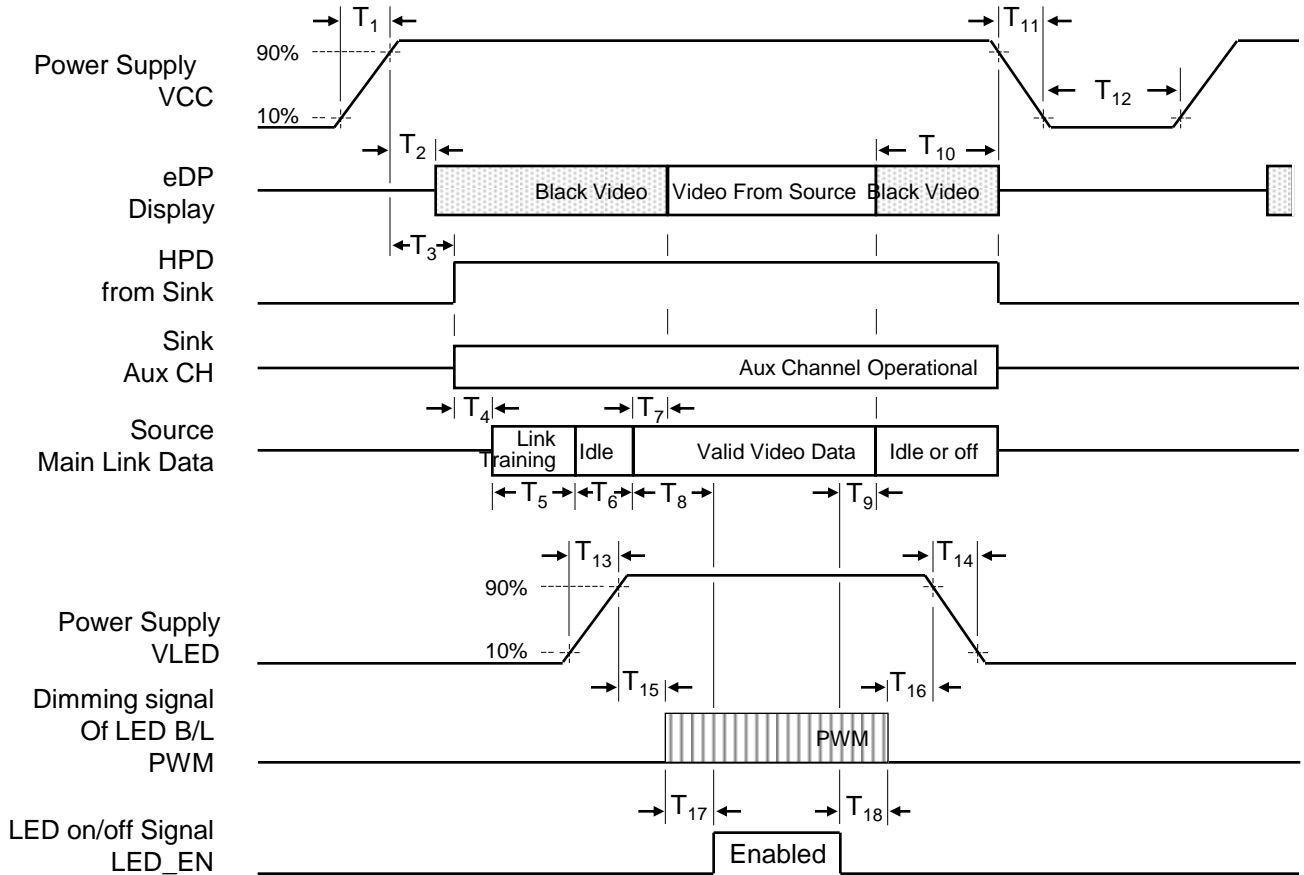 T1
T11
90%
Power Supply
VCC
T12
10%
T2
T10
eDP
Display
Black Video
Video From Source
Black Video
T3
HPD
from Sink
Sink
Aux CH
Aux Channel Operational
T4
T7
Source
Main Link Data
Link
Training
Idle
Valid Video Data
Idle or off
T5
T6
T8
T9
T13
T14
90%
Power Supply
VLED
10%
T15
T16
Dimming signal
Of LED B/L
PWM
PWM
T17
T18
LED on/off Signal
LED_EN
Enabled